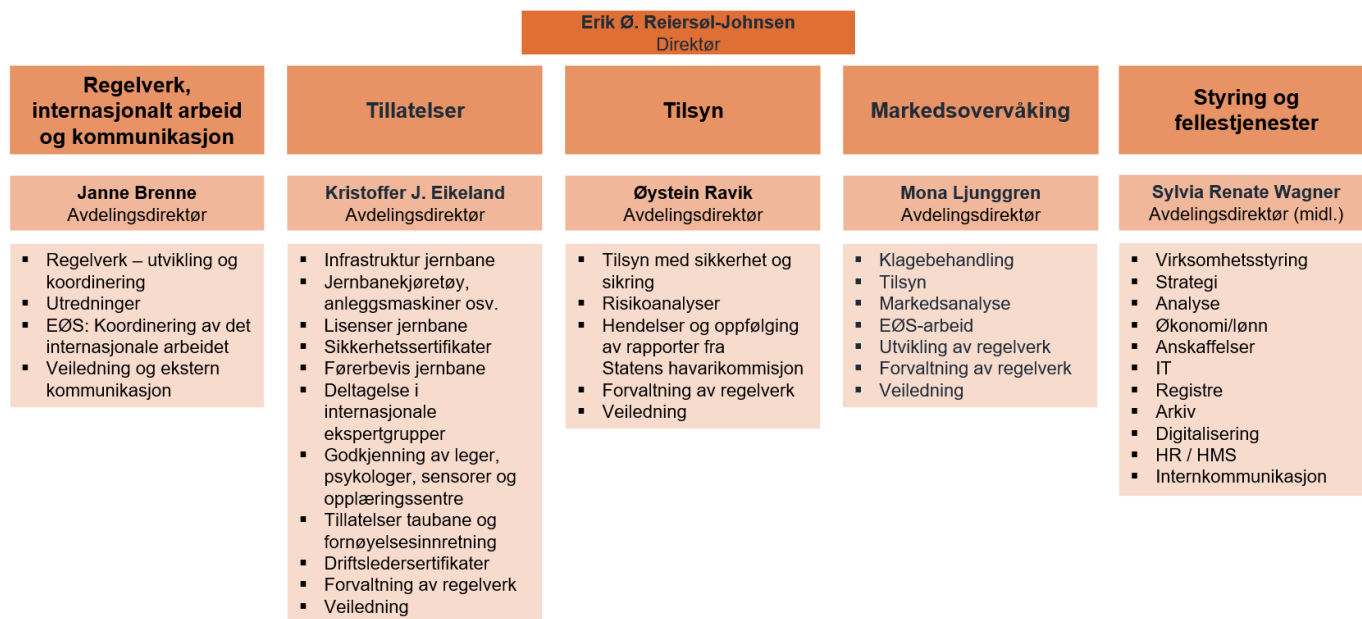 Erik Ø. Reiersøl-Johnsen
Direktør
Regelverk,
internasjonalt arbeid
og kommunikasjon
Janne Brenne
Avdelingsdirektør
▪ Regelverk – utvikling og
koordinering
▪ Utredninger
▪ EØS: Koordinering av det
internasjonale arbeidet
▪ Veiledning og ekstern
kommunikasjon
Tillatelser
Kristoffer J. Eikeland
Avdelingsdirektør
▪ Infrastruktur jernbane
▪ Jernbanekjøretøy,
anleggsmaskiner osv.
▪ Lisenser jernbane
▪ Sikkerhetssertifikater
▪ Førerbevis jernbane
▪ Deltagelse i
internasjonale
ekspertgrupper
▪ Godkjenning av leger,
psykologer, sensorer og
opplæringssentre
▪ Tillatelser taubane og
fornøyelsesinnretning
▪ Driftsledersertifikater
▪ Forvaltning av regelverk
▪ Veiledning
Tilsyn
Øystein Ravik
Avdelingsdirektør
▪ Tilsyn med sikkerhet og
sikring
▪ Risikoanalyser
▪ Hendelser og oppfølging
av rapporter fra
Statens havarikommisjon
▪ Forvaltning av regelverk
▪ Veiledning
Markedsovervåking
Mona Ljunggren
Avdelingsdirektør
▪ Klagebehandling
▪ Tilsyn
▪ Markedsanalyse
▪ EØS-arbeid
▪ Utvikling av regelverk
▪ Forvaltning av regelverk
▪ Veiledning
Styring og
fellestjenester
Sylvia Renate Wagner
Avdelingsdirektør (midl.)
▪ Virksomhetsstyring
▪ Strategi
▪ Analyse
▪ Økonomi/lønn
▪ Anskaffelser
▪ IT
▪ Registre
▪ Arkiv
▪ Digitalisering
▪ HR / HMS
▪ Internkommunikasjon